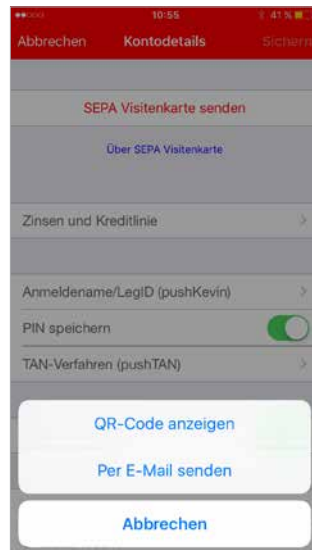 10:55
41 %
Abbrechen Kontodetails Sichern
SEPA Visitenkarte senden
Über SEPA Visitenkarte
Zinsen und Kreditlinie
Anmeldename/LegID (pushKevin)
PIN speichern
TAN-Verfahren (pushTAN)
QR-Code anzeigen
Per E-Mail senden
Abbrechen